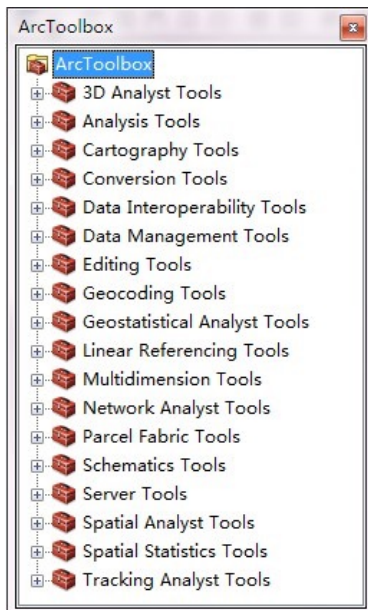 ArcToolbox
ArcToolbox
3D Analyst Tools
Analysis Tools
Cartography Tools
Conversion Tools
Data Interoperability Tools
Data Management Tools
Editing Tools
Geocoding Tools
Geostatistical Analyst Tools
Linear Referencing Tools
Multidimension Tools
Network Analyst Tools
Parcel Fabric Tools
Schematics Tools
Server Tools
Spatial Analyst Tools
Spatial Statistics Tools
Tracking Analyst Tools